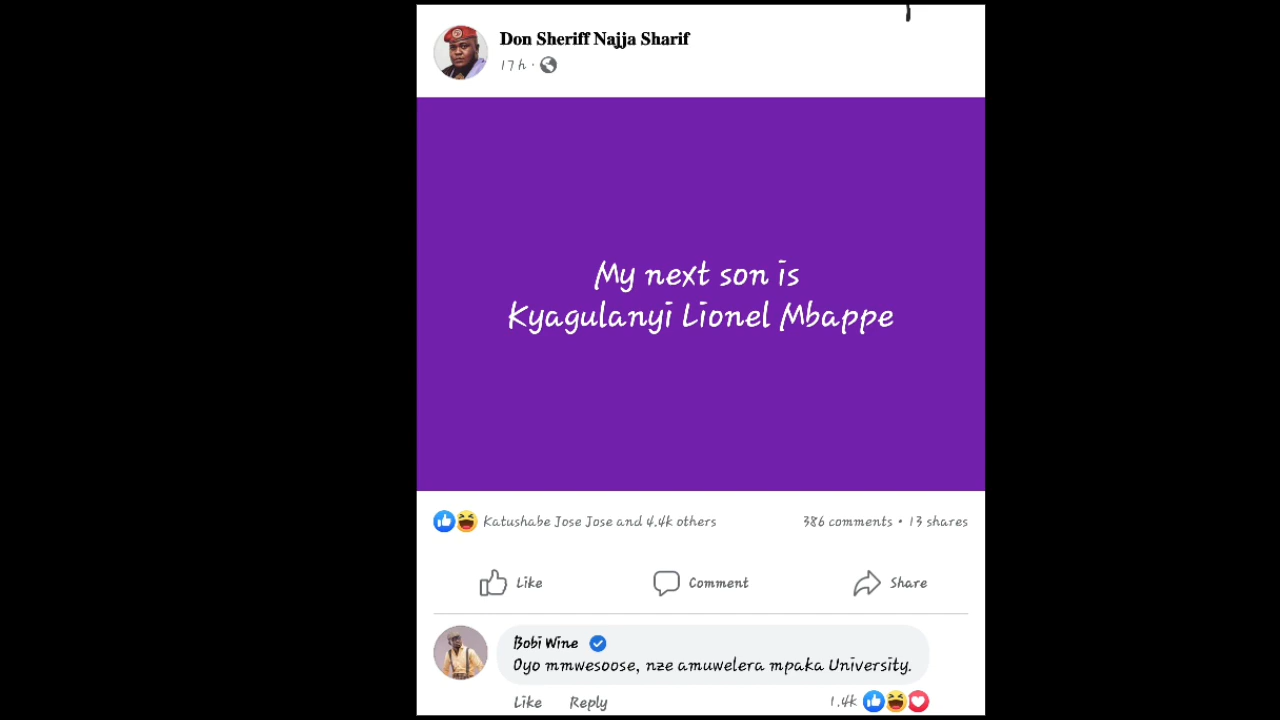 Don Sheriff Najja Sharif
17 h ·
My next son is
Kyagulanyi Lionel Mbappe
Katushabe Jose Jose and 4.4k others
386 comments • 13 shares
Like
Comment
Share
Bobi Wine
Oyo mmwesoose, nze amuwelera mpaka University.
Like
Reply
1.4k